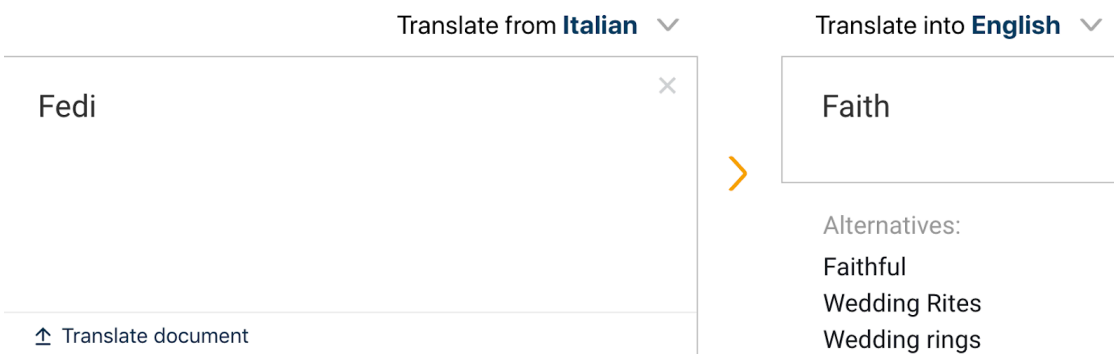 Translate from Italian
Translate into English
Fedi
Faith
Alternatives:
Faithful
Wedding Rites
Wedding rings
Translate document